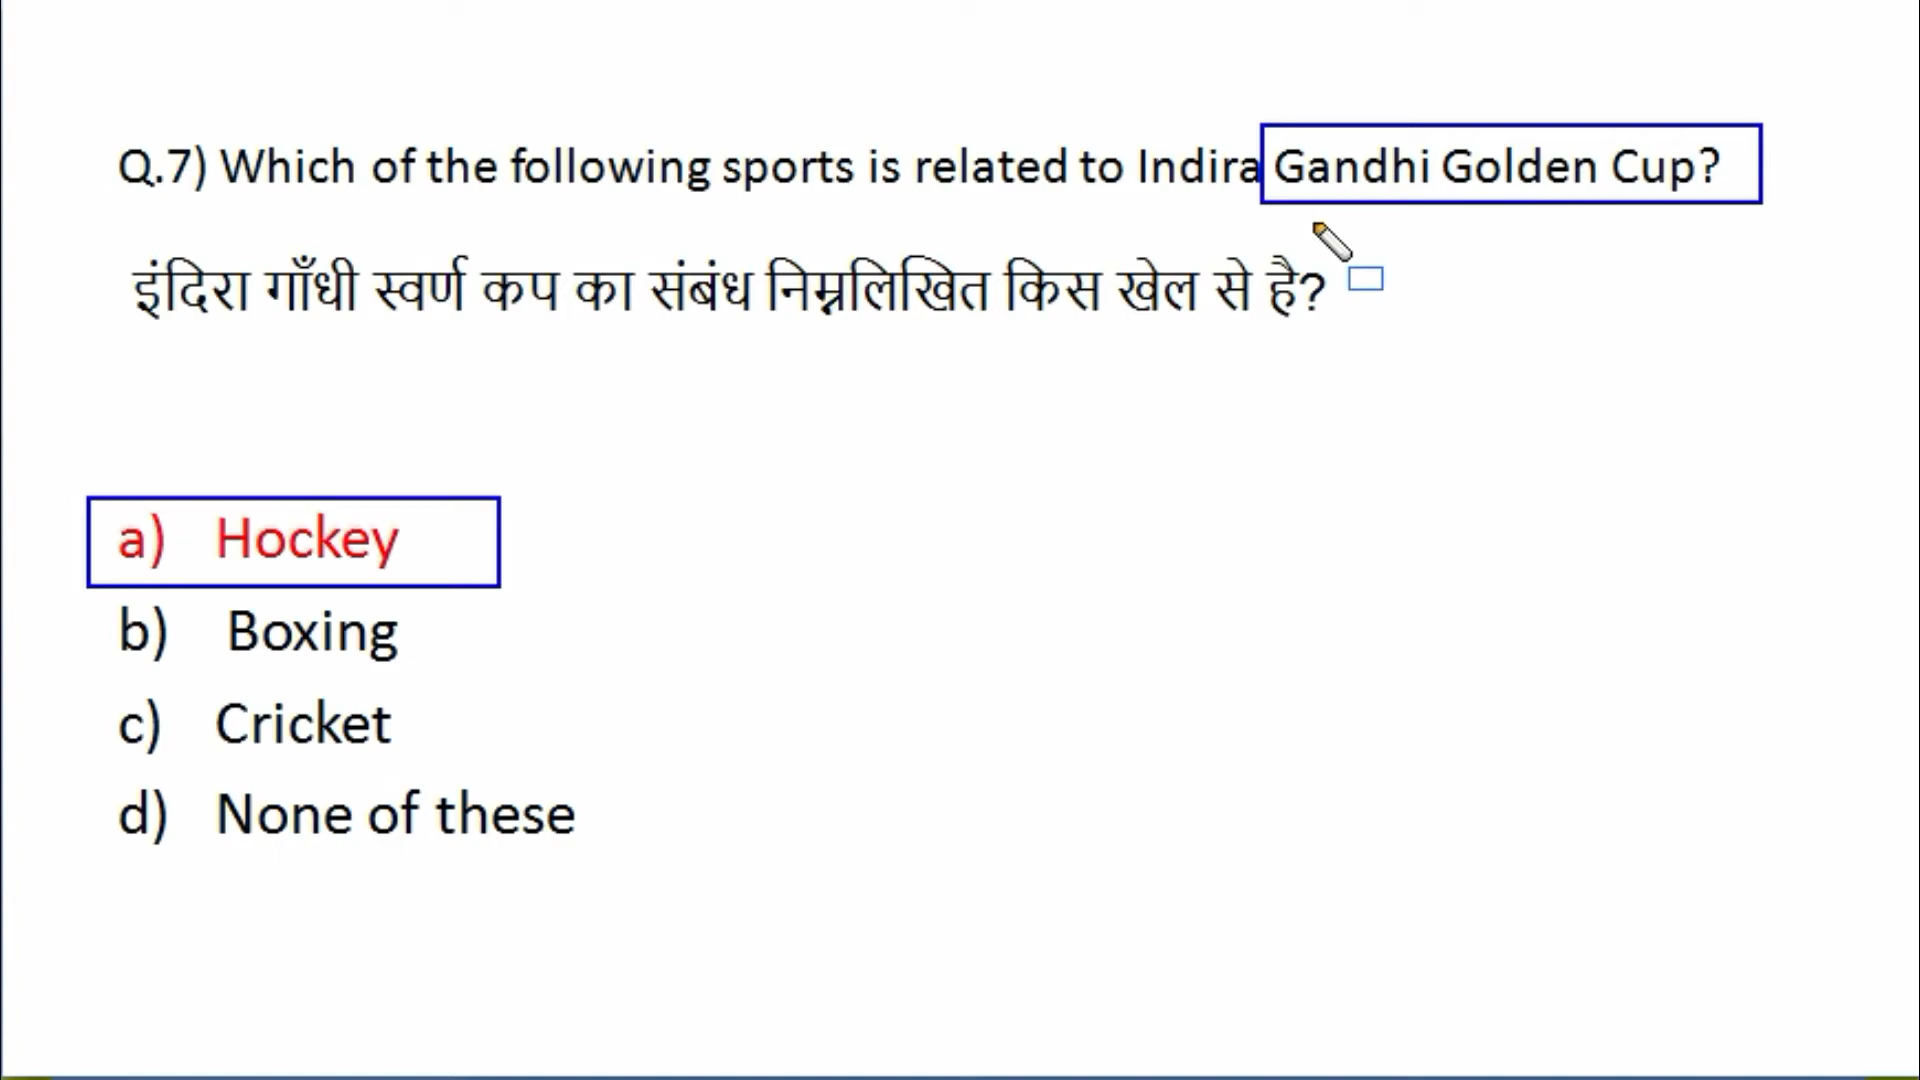 Q.7) Which of the following sports is related to Indira Gandhi Golden Cup?
इंदिरा गाँधी स्वर्ण कप का संबंध निम्नलिखित किस खेल से है?
a) Hockey
b) Boxing
c) Cricket
d) None of these